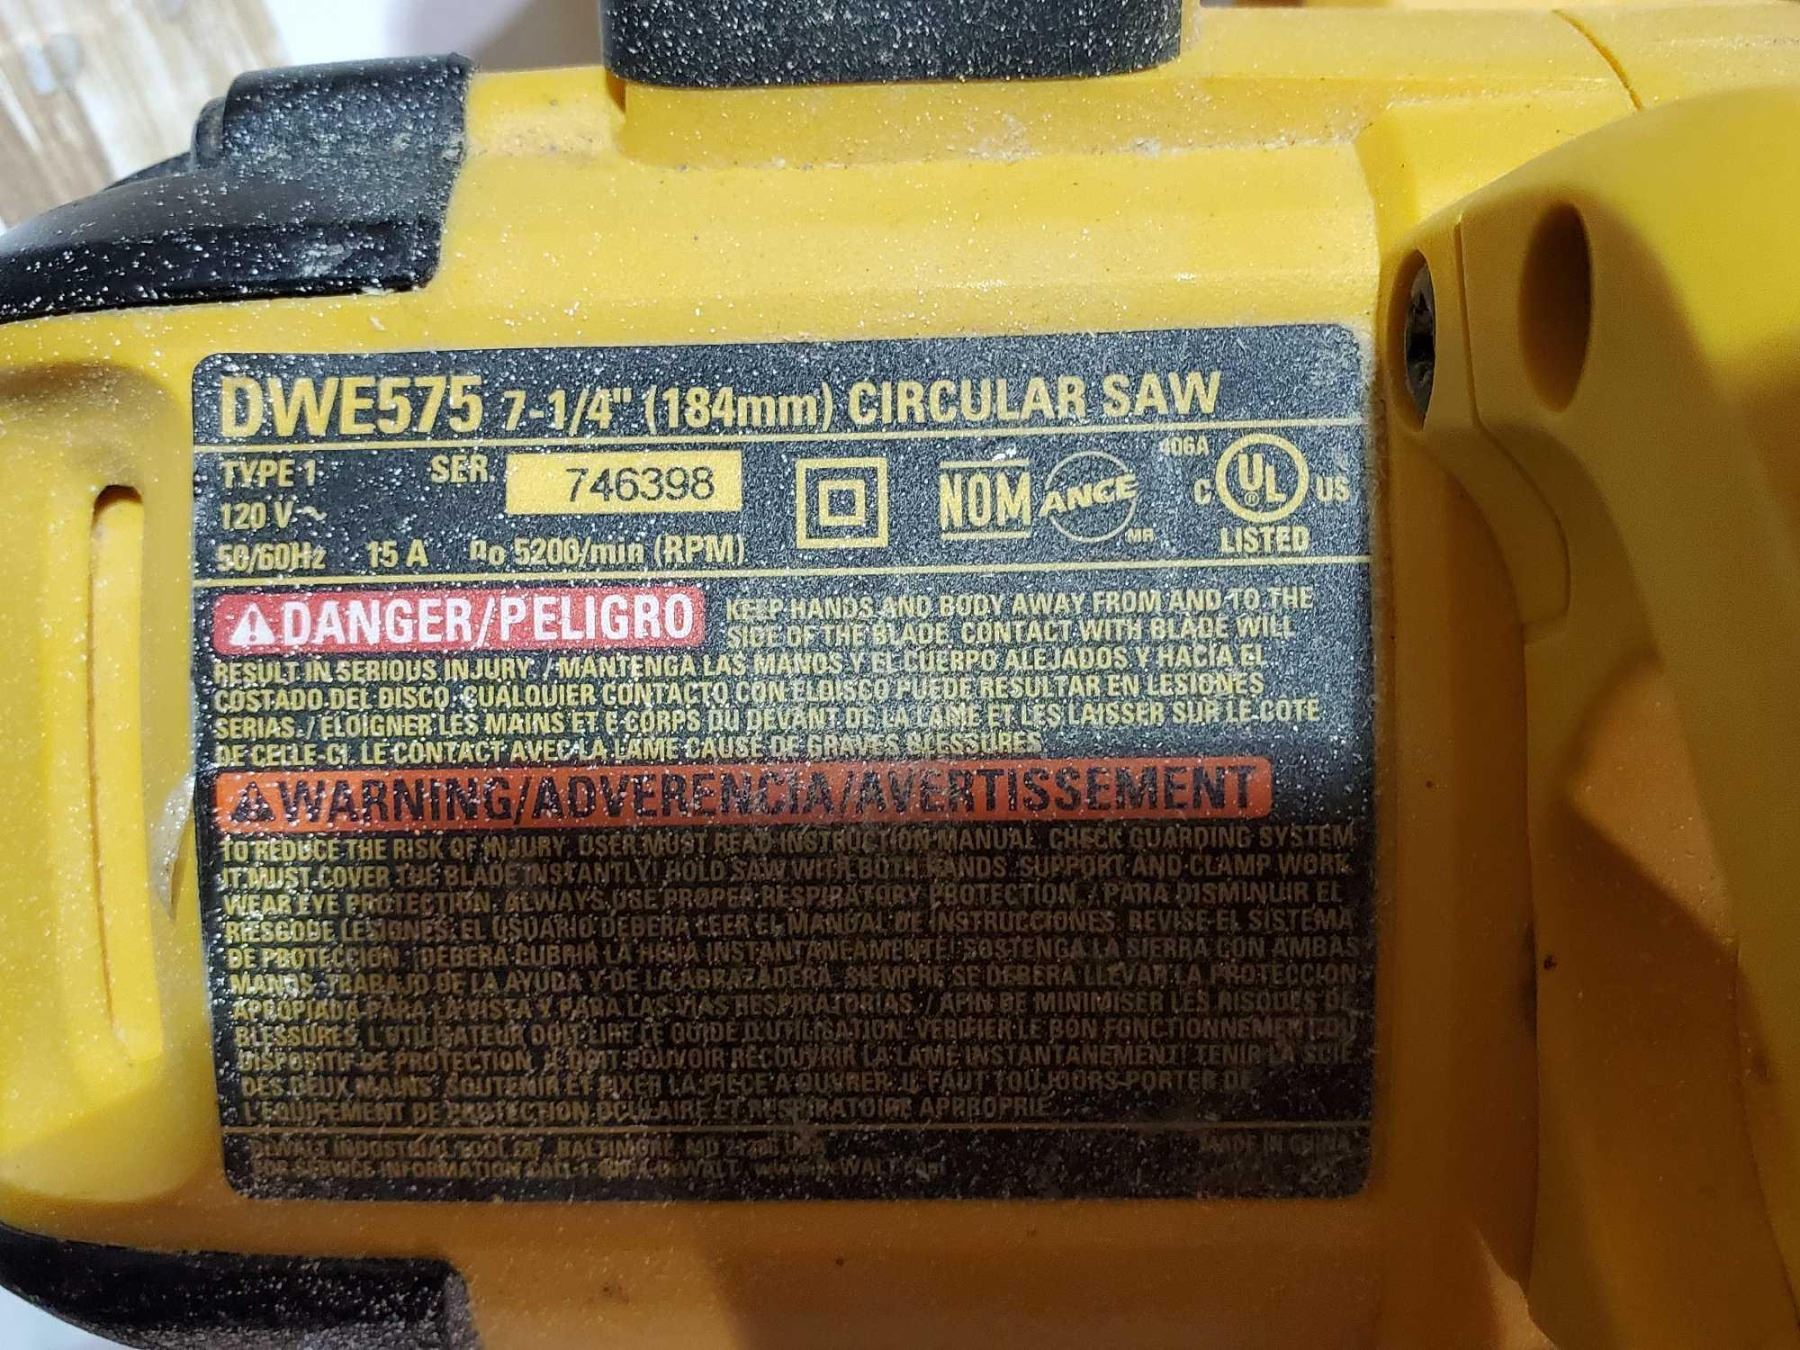 DWE575 7-1/4" (184mm) CIRCULAR SAW
TYPE 1
SER.
746398
120 V~
50/60Hz 15 A no 5200/min (RPM)
NOM
ANCE
MR
406A
C UL ® US
LISTED
DANGER/PELIGRO
KEEP HANDS AND BODY AWAY FROM AND TO THE
SIDE OF THE BLADE. CONTACT WITH BLADE WILL
RESULT IN SERIOUS INJURY. / MANTENGA LAS MANOS Y EL CUERPO ALEJADOS Y HACIA EL
COSTADO DEL DISCO. CUALQUIER CONTACTO CON EL DISCO PUEDE RESULTAR EN LESIONES
SERIAS. / ELOIGNER LES MAINS ET E CORPS DU DEVANT DE LA LAME ET LES LAISSER SUR LE COTE
DE CELLE-CI. LE CONTACT AVEC LA LAME CAUSE DE GRAVES BLESSURES
WARNING/ADVERENCIA/AVERTISSEMENT
TO REDUCE THE RISK OF INJURY, USER MUST READ INSTRUCTION MANUAL. CHECK GUARDING SYSTEM
IT MUST COVER THE BLADE INSTANTLY! HOLD SAW WITH BOTH HANDS. SUPPORT AND CLAMP WORK.
WEAR EYE PROTECTION. ALWAYS USE PROPER RESPIRATORY PROTECTION. / PARA DISMINUIR EL
RIESGO DE LESIONES, EL USUARIO DEBERA LEER EL MANUAL DE INSTRUCCIONES. REVISE EL SISTEMA
DE PROTECCION. DEBERA CUBRIR LA HOJA INSTANTANEAMENTE! SOSTENGA LA SIERRA CON AMBAS
MANOS. TRABAJO DE LA AYUDA Y DE LA ABRAZADERA. SIEMPRE SE DEBERA LLEVAR LA PROTECCION
APROPIADA PARA LA VISTA Y PARA LAS VIAS RESPIRATORIAS. / AFIN DE MINIMISER LES RISQUES DE
BLESSURES, L'UTILISATEUR DOIT LIRE LE GUIDE D'UTILISATION. VERIFIER LE BON FONCTIONNEMENT DU
DISPOSITIF DE PROTECTION, IL DOIT POUVOIR RECOUVRIR LA LAME INSTANTANEMENT! TENIR LA SCIE
DES DEUX MAINS. SOUTENIR ET FIXER LA PIECE A OUVRER. IL FAUT TOUJOURS PORTER DE
L'EQUIPEMENT DE PROTECTION OCULAIRE ET RESPIRATOIRE APPROPRIE.
DEWALT INDUSTRIAL TOOL CO., BALTIMORE, MD
MADE IN CHINA
FOR SERVICE INFORMATION CALL 1-800-4-DEWALT www.DEWALT.com